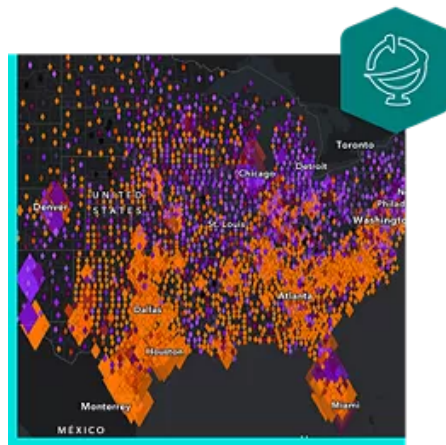 Toronto
Detroit
Chicago
Denver
UNITED
STATES
St. Louis
Washington
Atlanta
Dallas
Houston
Monterrey
Miami
MÉXICO